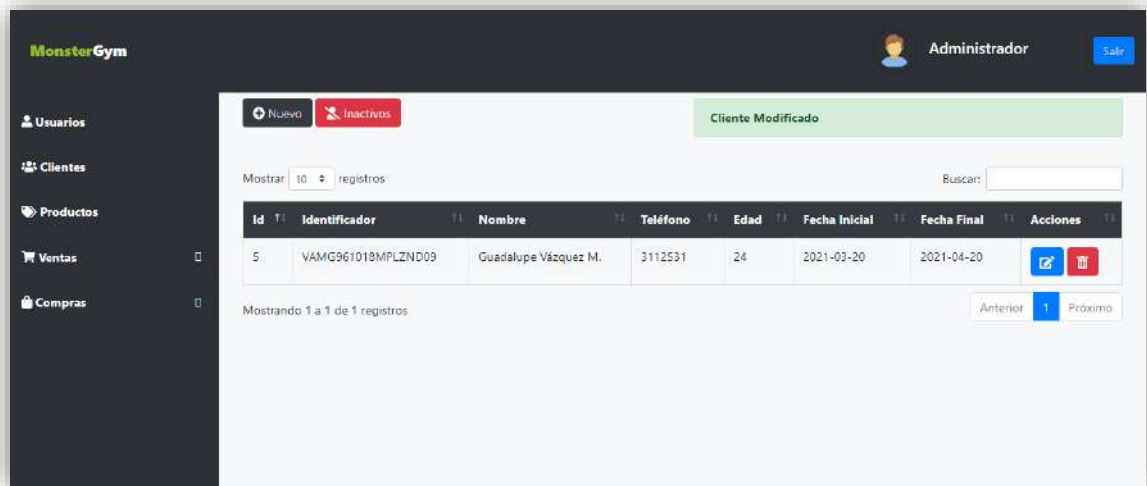 MonsterGym
Administrador
Salir
Usuarios
Clientes
Productos
Ventas
Compras
Nuevo
Inactivos
Cliente Modificado
Mostrar 10 registros
Buscar:
Id Identificador Nombre Teléfono Edad Fecha Inicial Fecha Final Acciones
5 VAMG961018MPLZND09 Guadalupe Vázquez M. 3112531 24 2021-03-20 2021-04-20
Mostrando 1 a 1 de 1 registros
Anterior 1 Próximo